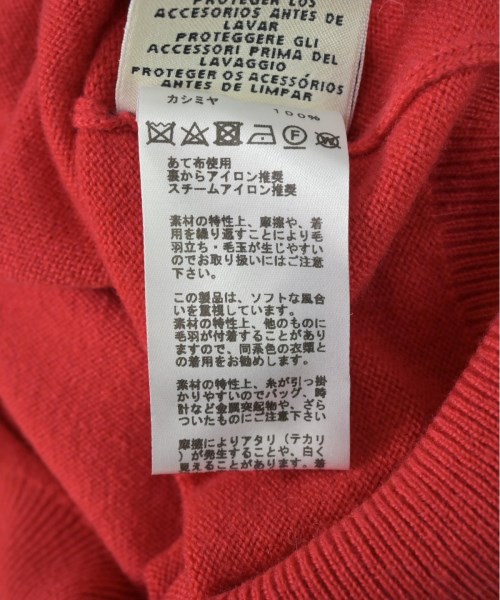 PROTEGER LOS
ACCESORIOS ANTES DE
LAVAR
PROTEGGERE GLI
ACCESSORI PRIMA DEL
LAVAGGIO
PROTEGER OS ACESSÓRIOS
ANTES DE LIMPAR
カシミヤ
100%
あて布使用
裏からアイロン推奨
スチームアイロン推奨
素材の特性上、摩擦や、着
用を繰り返すことにより毛
羽立ち・毛玉が生じやすい
のでお取り扱いにはご注意
下さい。
この製品は、ソフトな風合
いを重視しています。
素材の特性上、他のものに
毛羽が付着することがあり
ますので、同系色の衣類と
の着用をお勧めします。
素材の特性上、糸が引っ掛
かりやすいのでバッグ、時
計など金属突起物や、ざら
ついたものにご注意下さい
摩擦によりアタリ（テカリ
）が発生することや、白く
見えることがあります。着